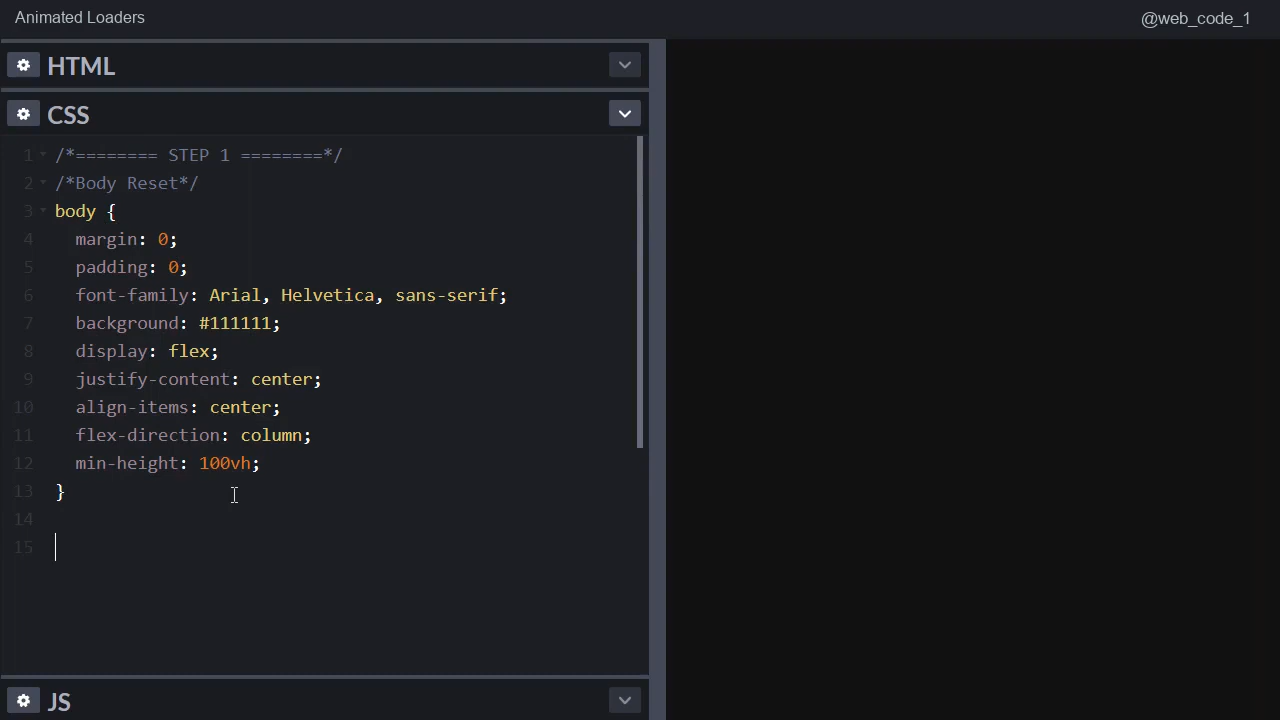 Animated Loaders
@web_code_1
HTML
CSS
1 /*======== STEP 1 ========*/
2 /*Body Reset*/
3 body {
4   margin: 0;
5   padding: 0;
6   font-family: Arial, Helvetica, sans-serif;
7   background: #111111;
8   display: flex;
9   justify-content: center;
10   align-items: center;
11   flex-direction: column;
12   min-height: 100vh;
13 }
14
15
JS